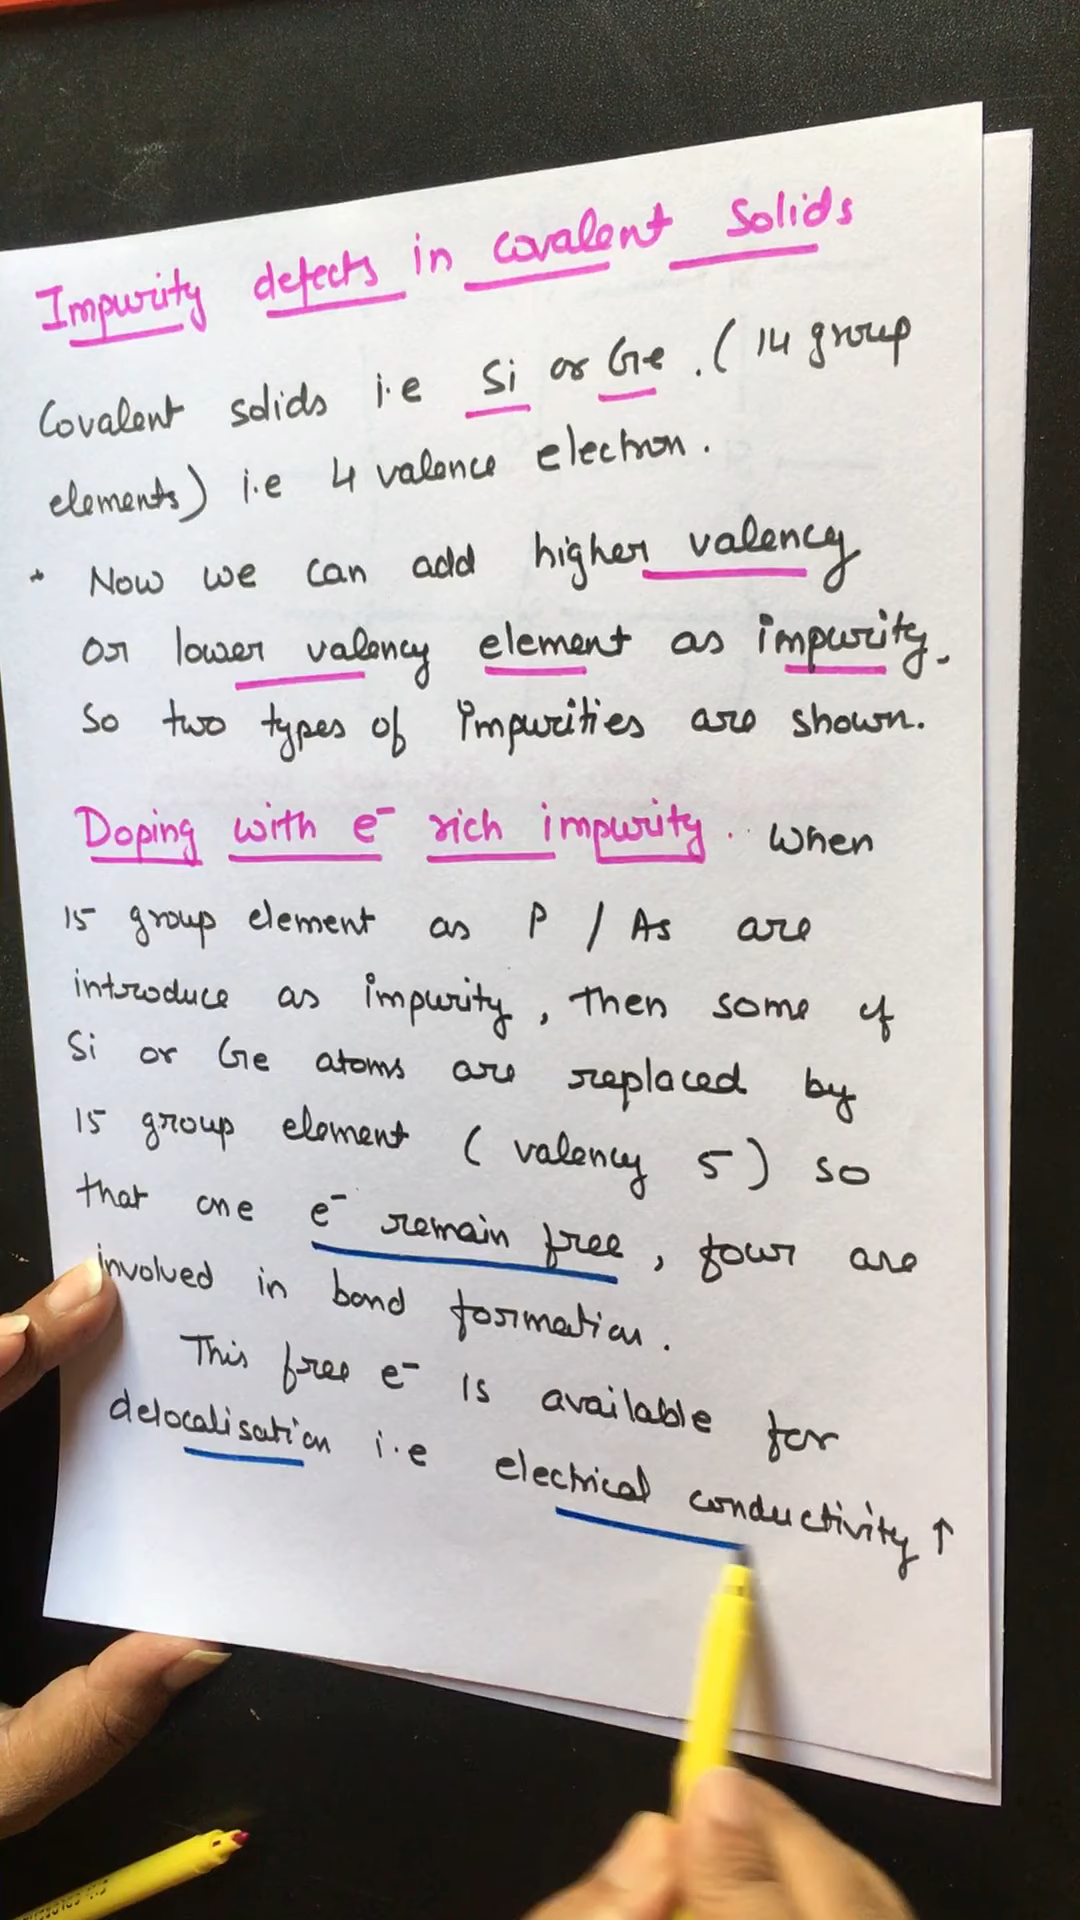 Impurity defects in covalent solids
Covalent solids i.e Si or Ge. (14 group
elements) i.e 4 valence electron.
* Now we can add higher valency
or lower valency element as impurity.
So two types of impurities are shown.
Doping with e⁻ rich impurity.. When
15 group element as P / As are
introduce as impurity, then some of
Si or Ge atoms are replaced by
15 group element (valency 5) so
that one e⁻ remain free, four are
involved in bond formation.
This free e⁻ is available for
delocalisation i.e electrical conductivity ↑